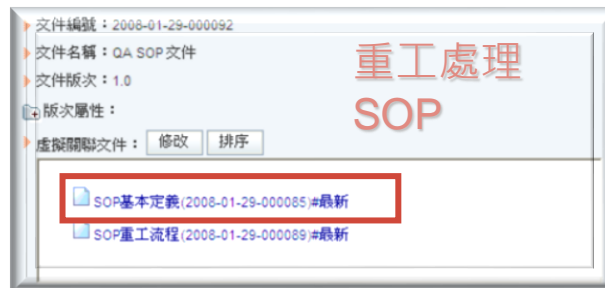 文件編號：2008-01-29-000092
文件名稱：QA SOP文件
文件版次：1.0
版次屬性：
虛擬關聯文件： 修改 排序
SOP基本定義(2008-01-29-000085)#最新
SOP重工流程(2008-01-29-000089)#最新
重工處理
SOP